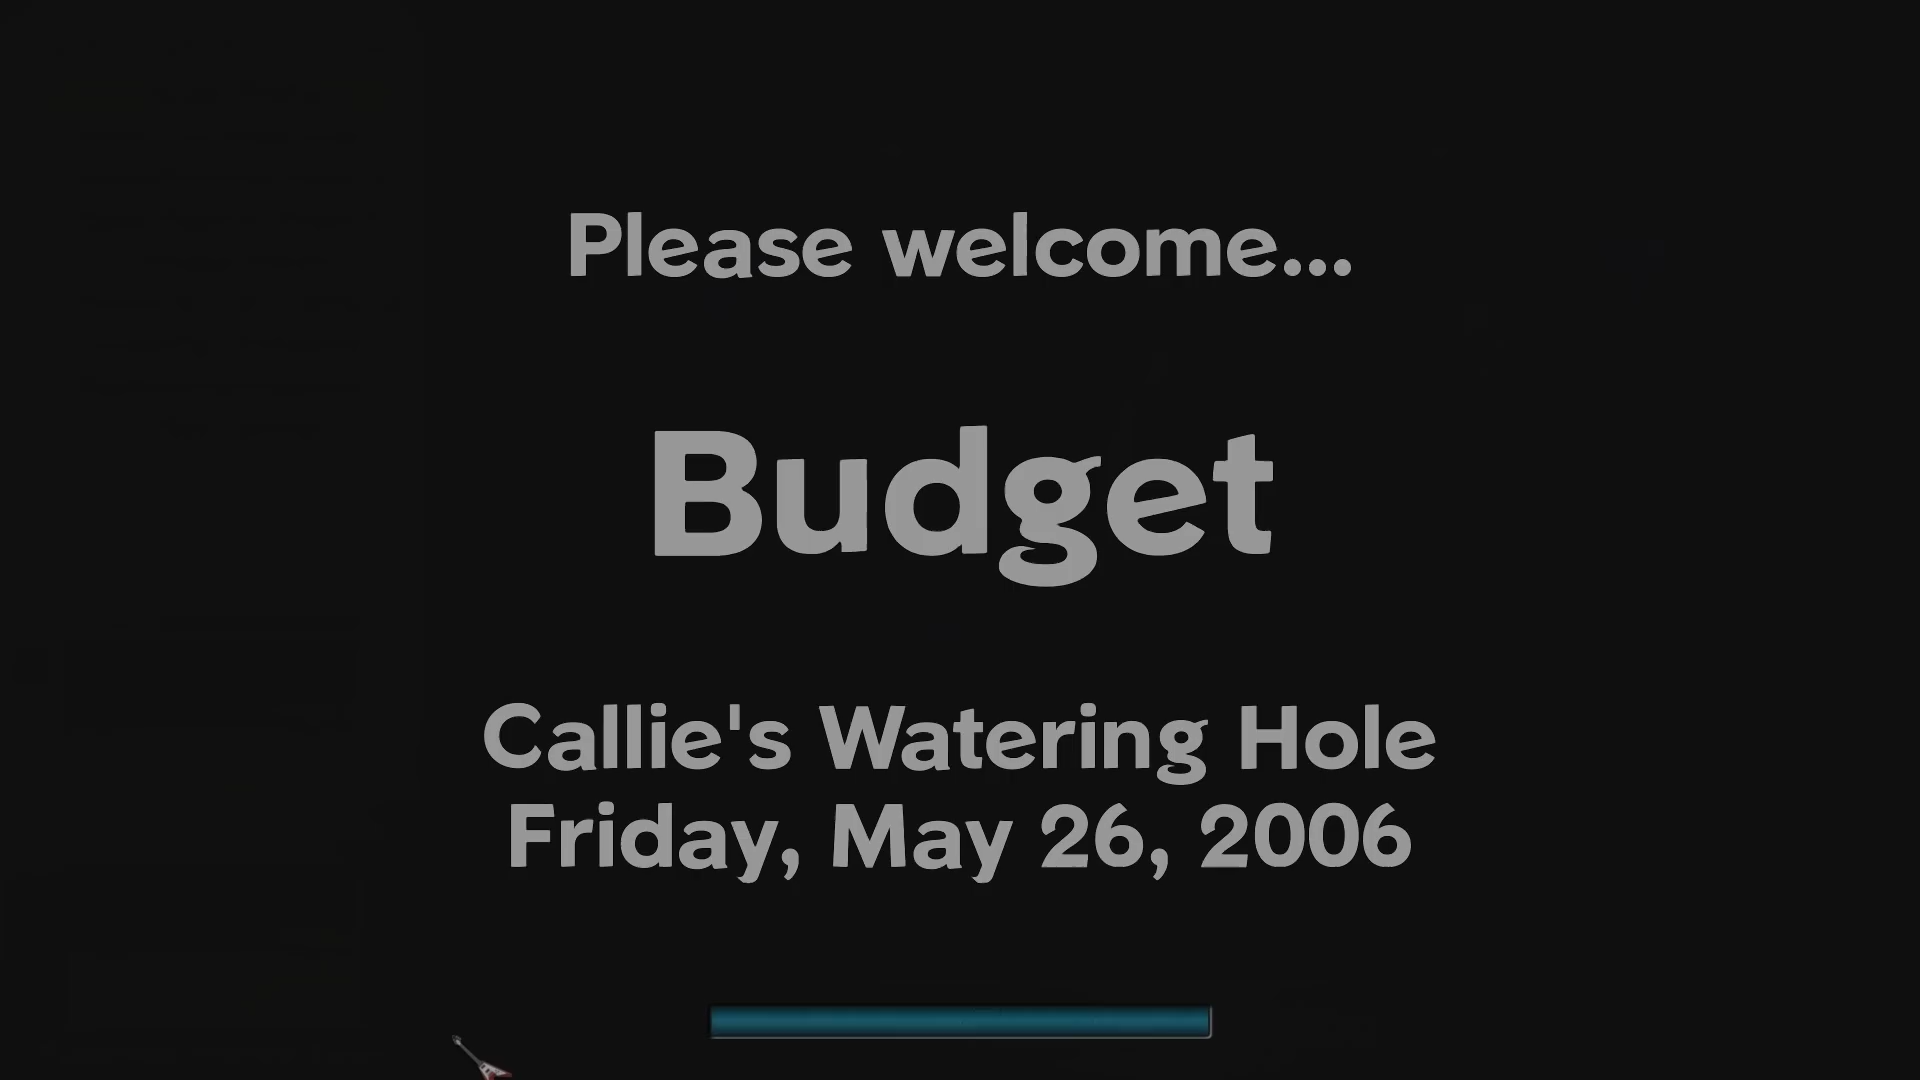 Please welcome...
Budget
Callie's Watering Hole
Friday, May 26, 2006